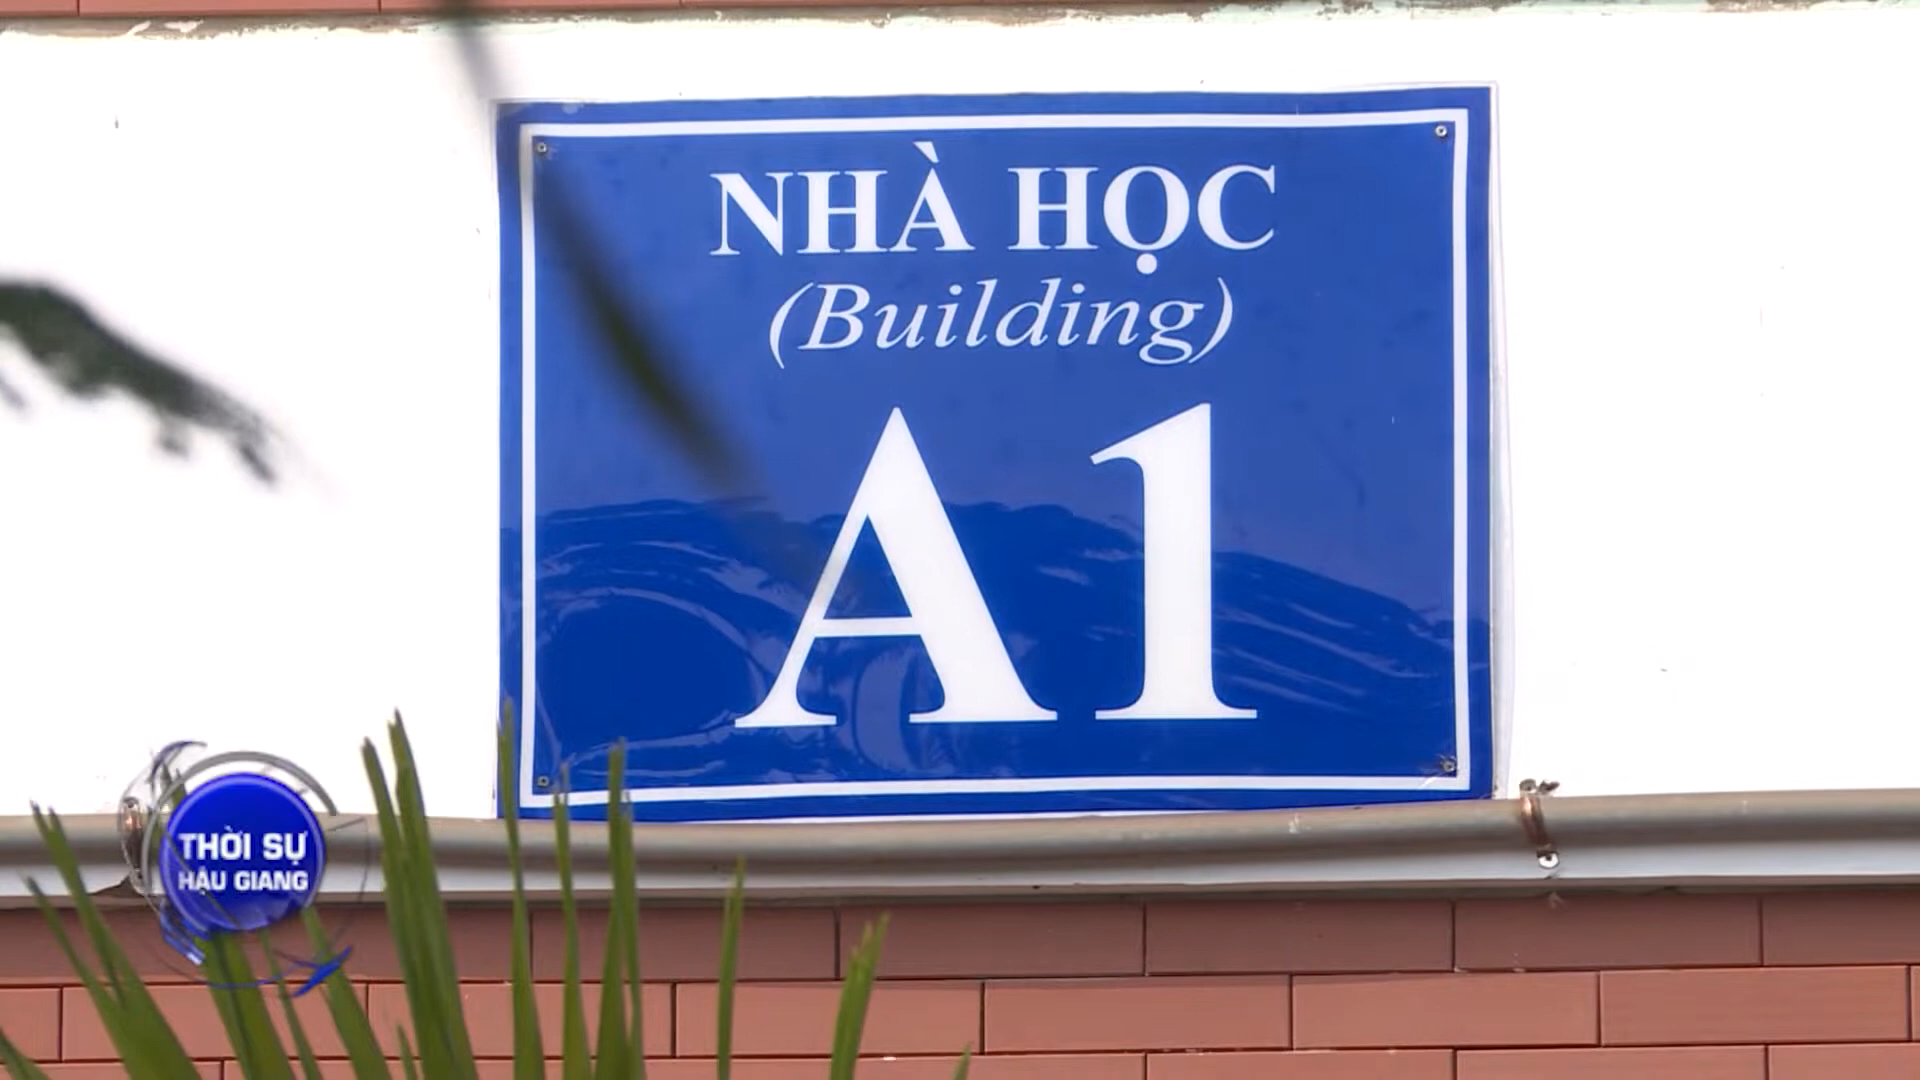 NHÀ HỌC
(Building)
A1
THỜI SỰ
HẬU GIANG